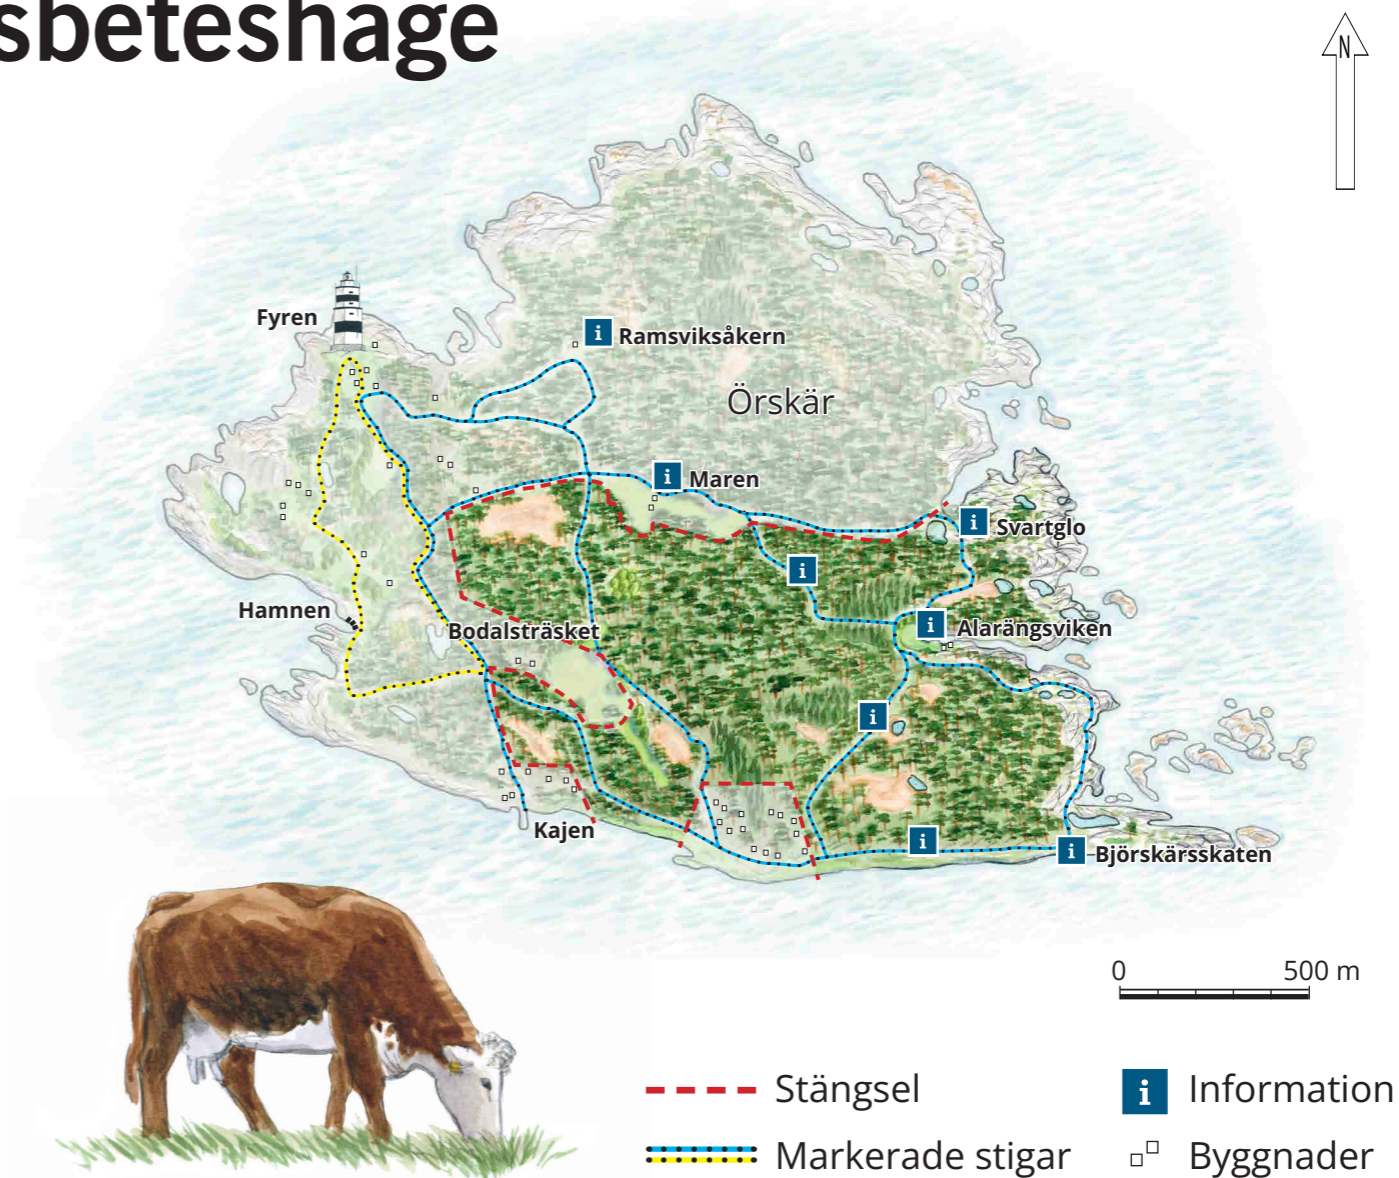 sbeteshage
N
Fyren
i Ramsviksåkern
Örskär
i Maren
i Svartglo
i
Hamnen
i Alarängsviken
Bodalsträsket
i
Kajen
i
i Björskärsskaten
0 500 m
Stängsel
i Information
Markerade stigar
Byggnader